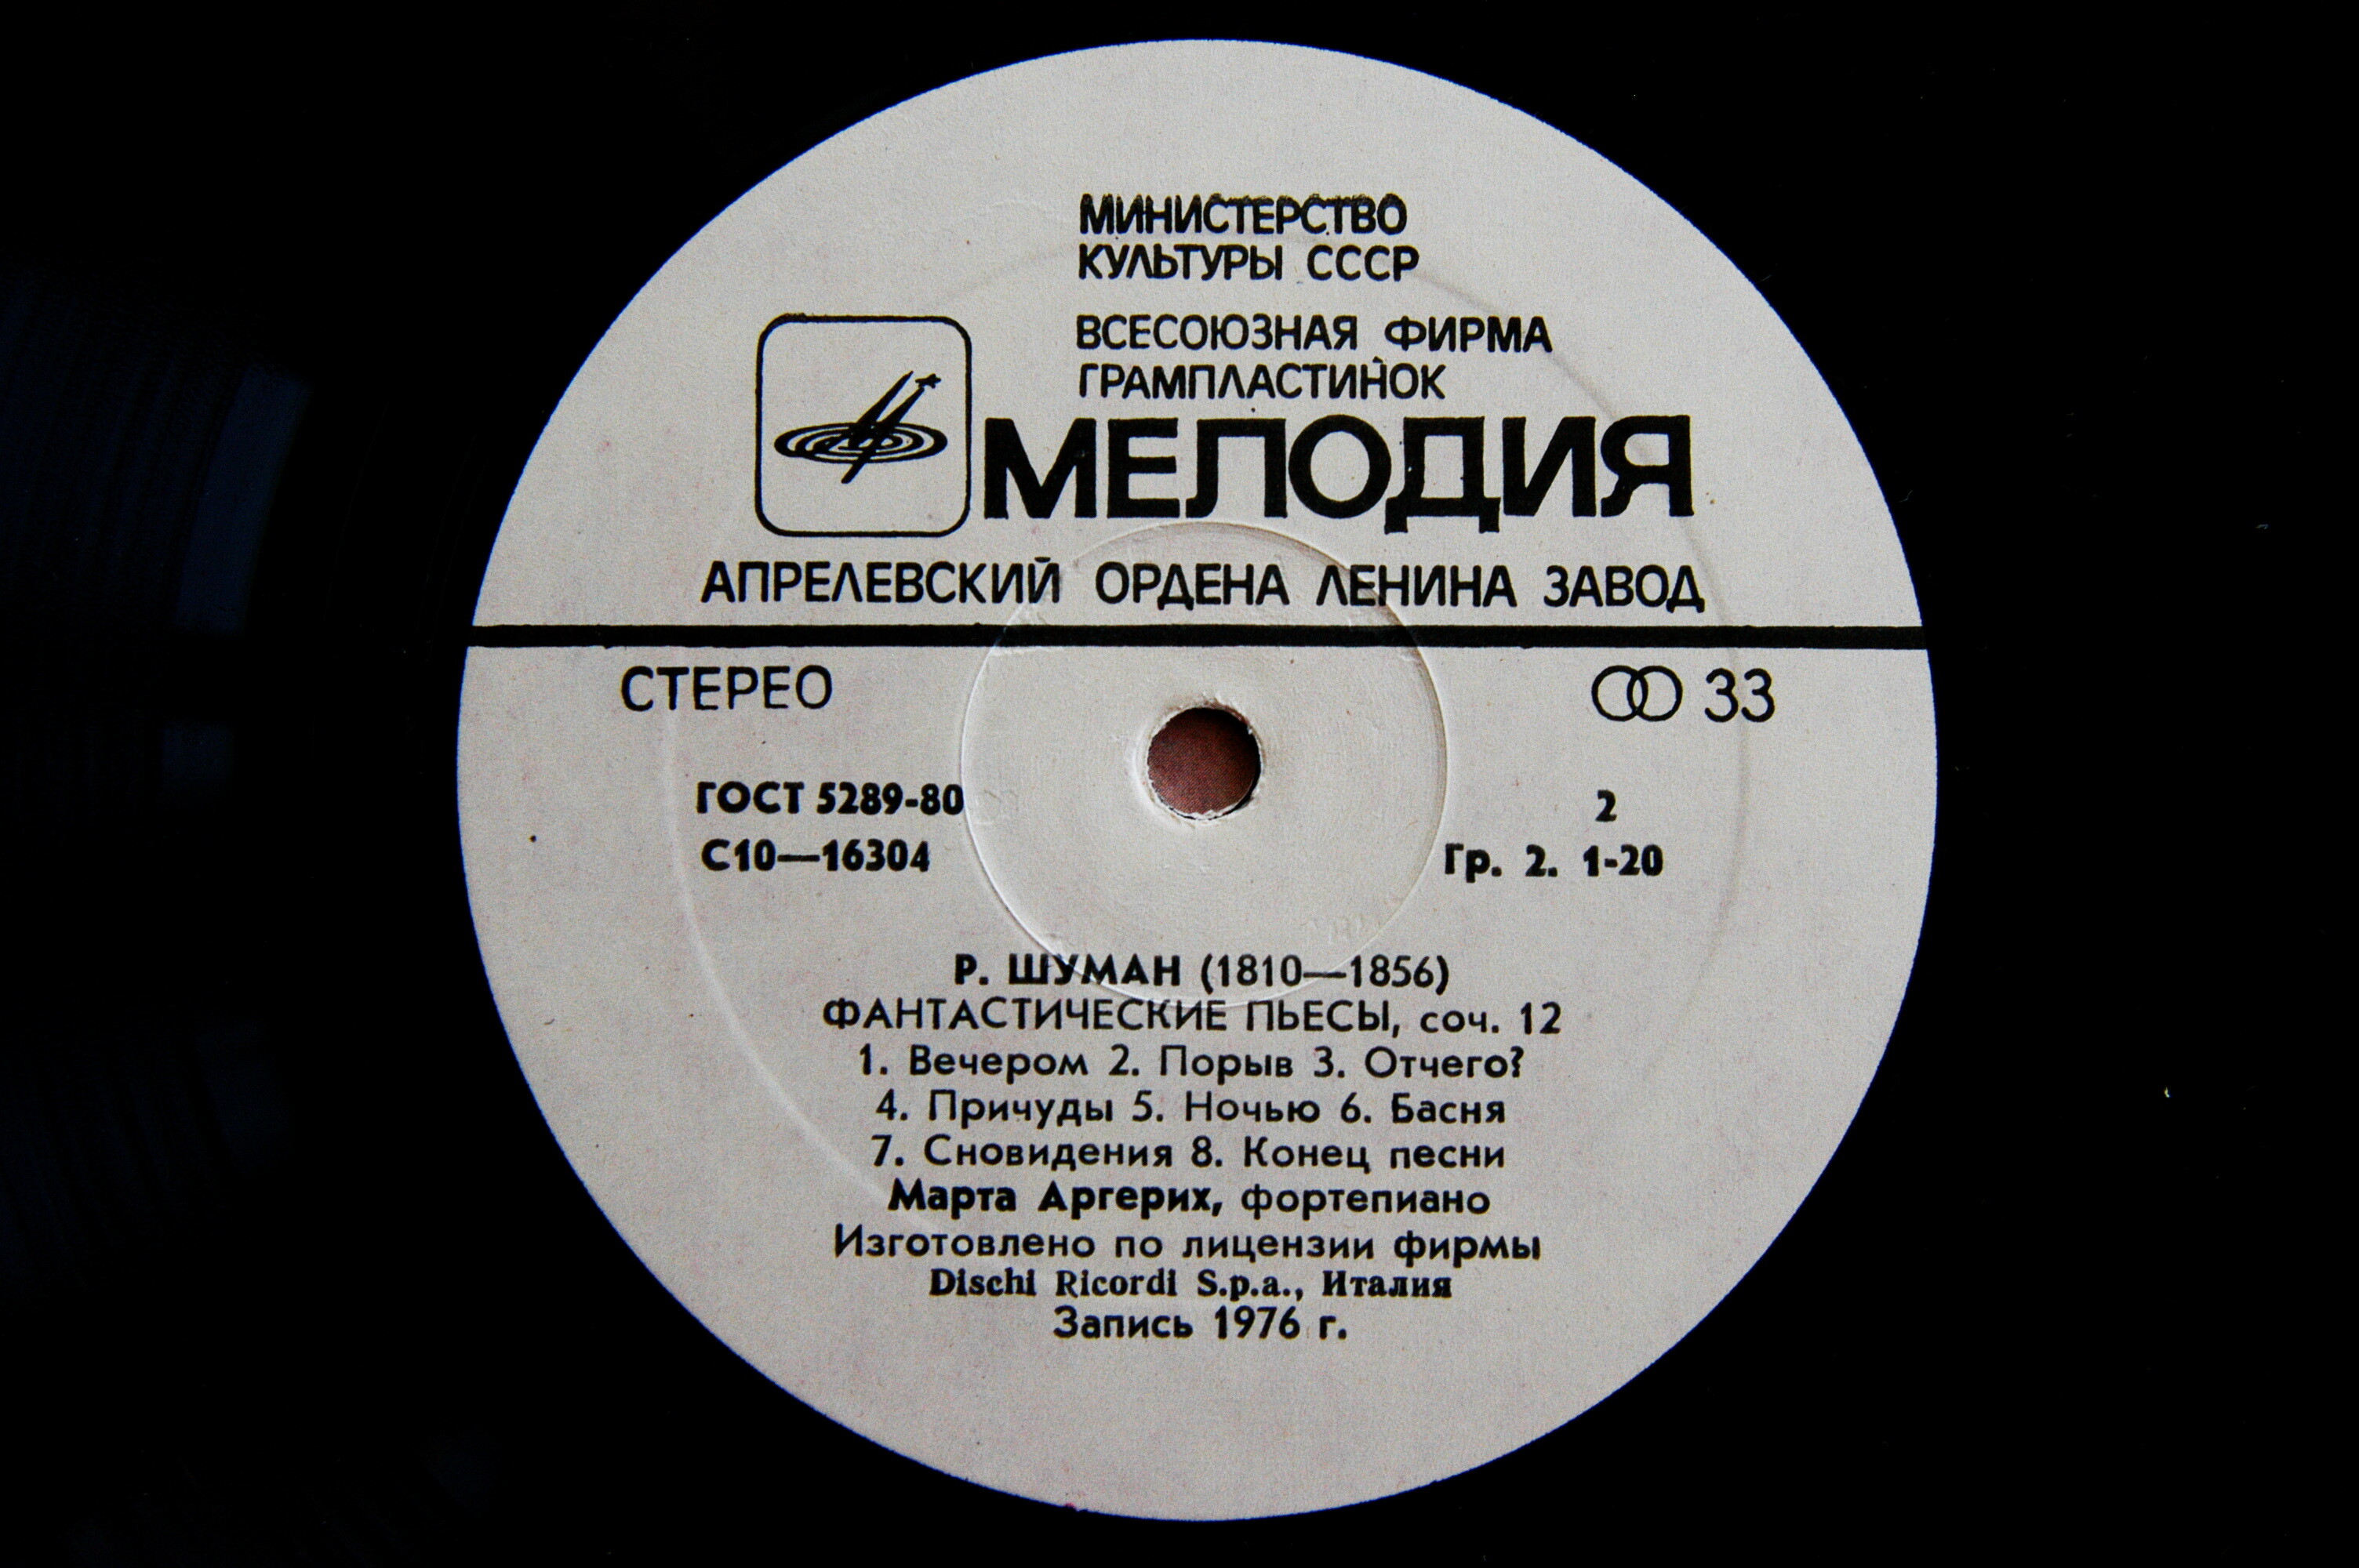 МИНИСТЕРСТВО
КУЛЬТУРЫ СССР
ВСЕСОЮЗНАЯ ФИРМА
ГРАМПЛАСТИНОК
МЕЛОДИЯ
АПРЕЛЕВСКИЙ ОРДЕНА ЛЕНИНА ЗАВОД
СТЕРЕО 33
ГОСТ 5289-80 2
С10—16304 Гр. 2. 1-20
Р. ШУМАН (1810—1856)
ФАНТАСТИЧЕСКИЕ ПЬЕСЫ, соч. 12
1. Вечером 2. Порыв 3. Отчего?
4. Причуды 5. Ночью 6. Басня
7. Сновидения 8. Конец песни
Марта Аргерих, фортепиано
Изготовлено по лицензии фирмы
Dischi Ricordi S.p.a., Италия
Запись 1976 г.